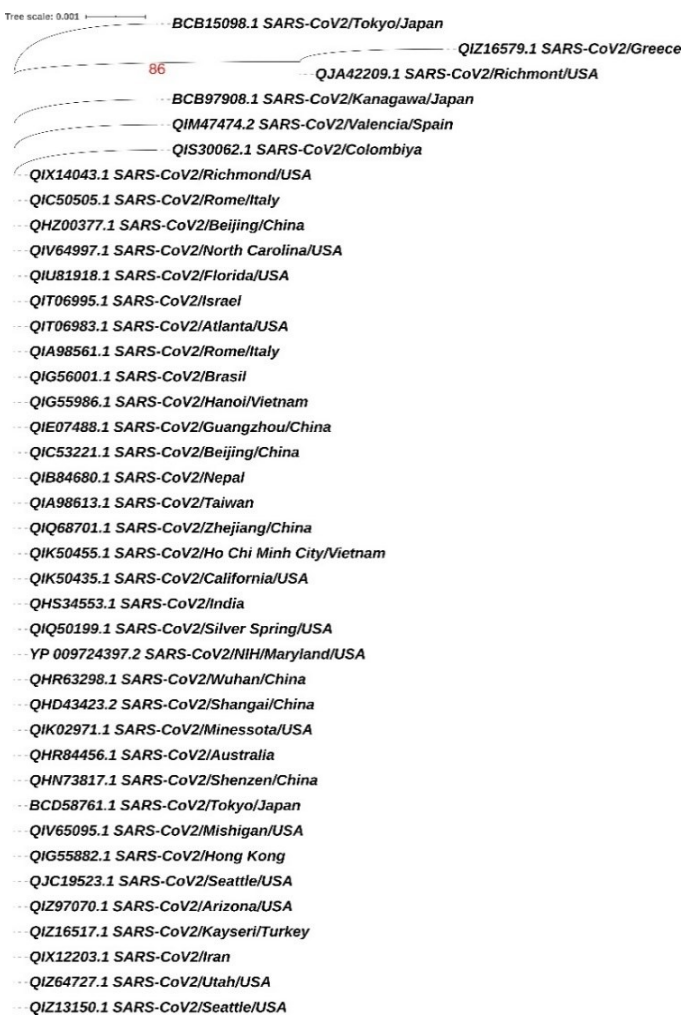 Tree scale: 0.001
BCB15098.1 SARS-CoV2/Tokyo/Japan
QIZ16579.1 SARS-CoV2/Greece
86
QJA42209.1 SARS-CoV2/Richmont/USA
BCB97908.1 SARS-CoV2/Kanagawa/Japan
QIM47474.2 SARS-CoV2/Valencia/Spain
QIS30062.1 SARS-CoV2/Colombiya
QIX14043.1 SARS-CoV2/Richmond/USA
QIC50505.1 SARS-CoV2/Rome/Italy
QHZ00377.1 SARS-CoV2/Beijing/China
QIV64997.1 SARS-CoV2/North Carolina/USA
QIU81918.1 SARS-CoV2/Florida/USA
QIT06995.1 SARS-CoV2/Israel
QIT06983.1 SARS-CoV2/Atlanta/USA
QIA98561.1 SARS-CoV2/Rome/Italy
QIG56001.1 SARS-CoV2/Brasil
QIG55986.1 SARS-CoV2/Hanoi/Vietnam
QIE07488.1 SARS-CoV2/Guangzhou/China
QIC53221.1 SARS-CoV2/Beijing/China
QIB84680.1 SARS-CoV2/Nepal
QIA98613.1 SARS-CoV2/Taiwan
QIQ68701.1 SARS-CoV2/Zhejiang/China
QIK50455.1 SARS-CoV2/Ho Chi Minh City/Vietnam
QIK50435.1 SARS-CoV2/California/USA
QHS34553.1 SARS-CoV2/India
QIQ50199.1 SARS-CoV2/Silver Spring/USA
YP 009724397.2 SARS-CoV2/NIH/Maryland/USA
QHR63298.1 SARS-CoV2/Wuhan/China
QHD43423.2 SARS-CoV2/Shangai/China
QIK02971.1 SARS-CoV2/Minessota/USA
QHR84456.1 SARS-CoV2/Australia
QHN73817.1 SARS-CoV2/Shenzen/China
BCD58761.1 SARS-CoV2/Tokyo/Japan
QIV65095.1 SARS-CoV2/Mishigan/USA
QIG55882.1 SARS-CoV2/Hong Kong
QJC19523.1 SARS-CoV2/Seattle/USA
QIZ97070.1 SARS-CoV2/Arizona/USA
QIZ16517.1 SARS-CoV2/Kayseri/Turkey
QIX12203.1 SARS-CoV2/Iran
QIZ64727.1 SARS-CoV2/Utah/USA
QIZ13150.1 SARS-CoV2/Seattle/USA